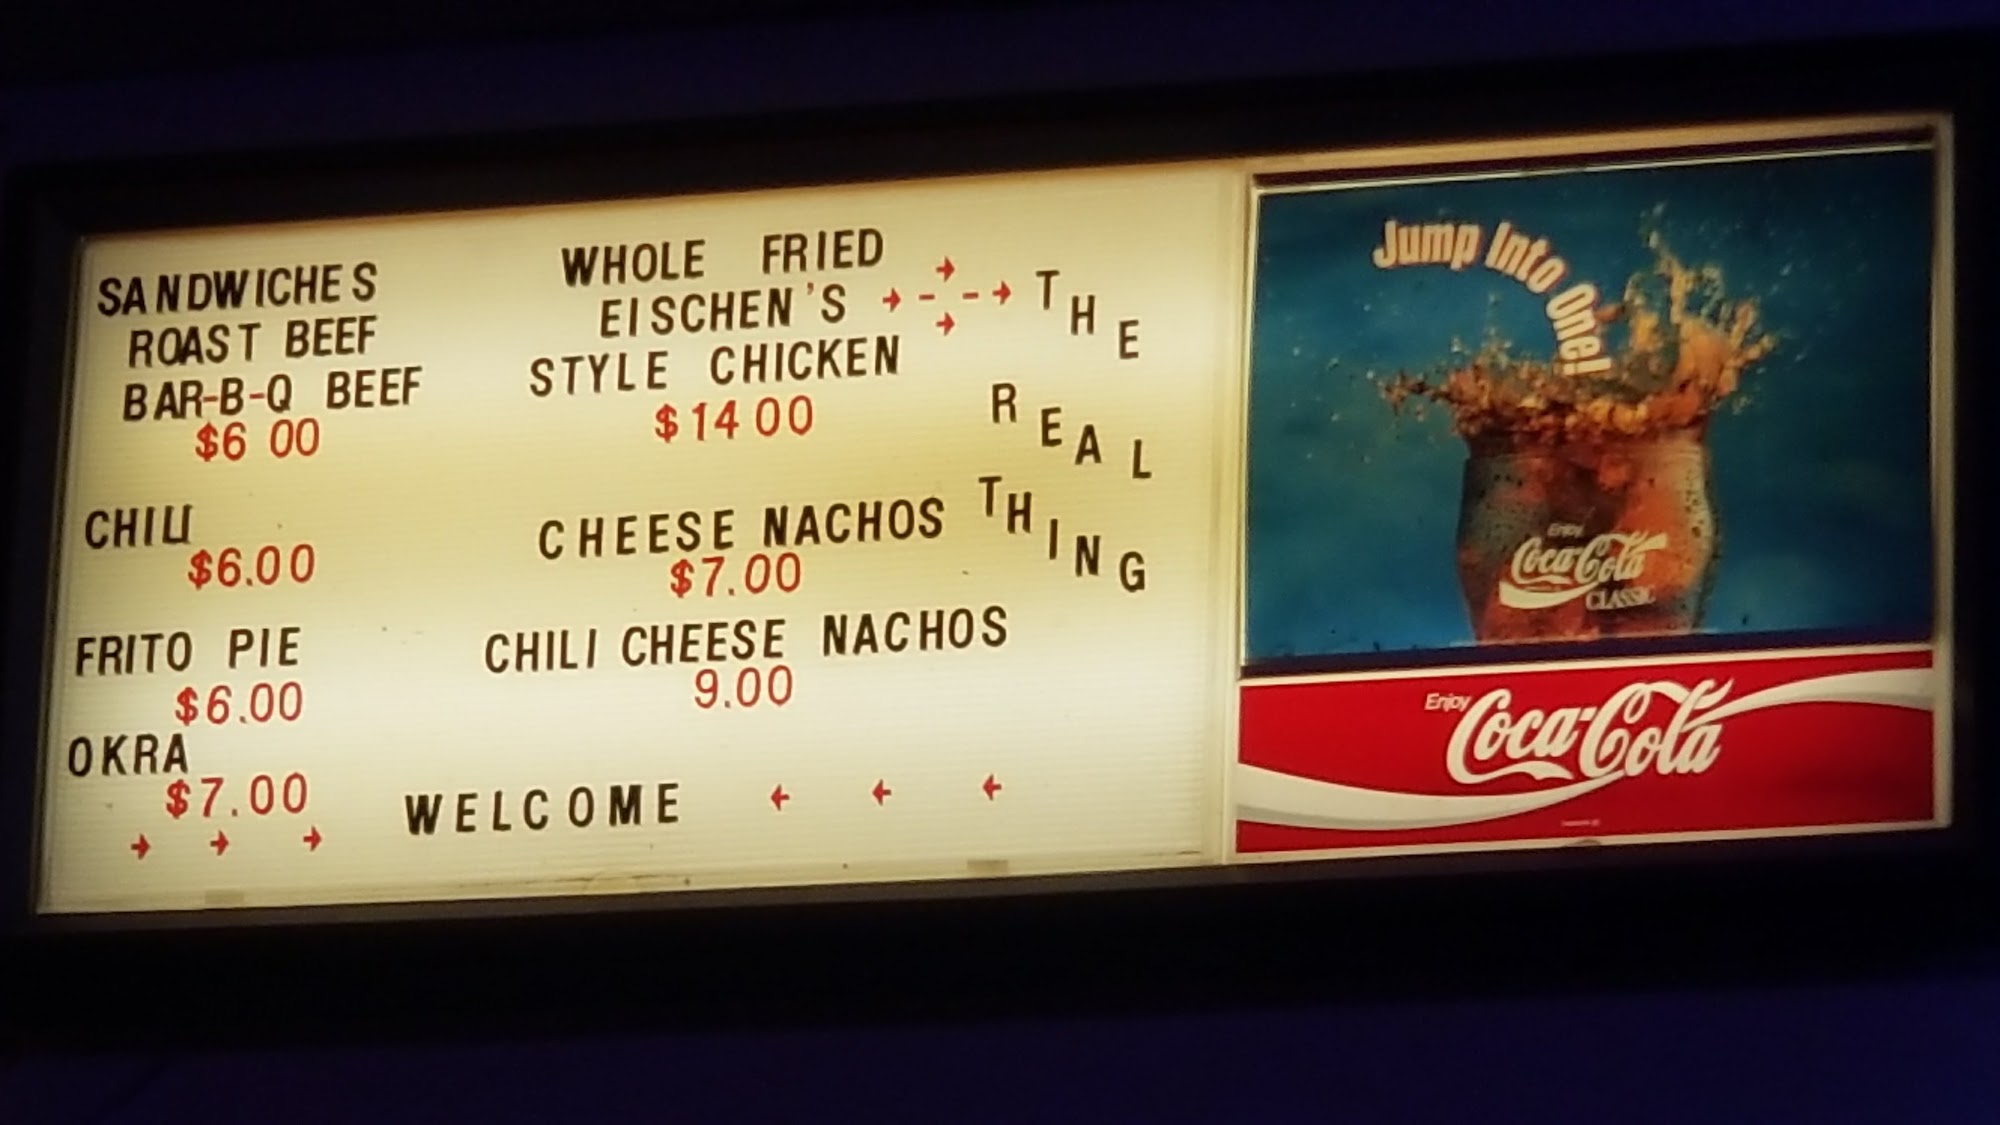 SANDWICHES
ROAST BEEF
BAR-B-Q BEEF
$6 00
CHILI
$6.00
FRITO PIE
$6.00
OKRA
$7.00
→ → →
WHOLE FRIED
EISCHEN'S
STYLE CHICKEN
$14 00
CHEESE NACHOS
$7.00
CHILI CHEESE NACHOS
9.00
WELCOME ← ← ←
THE
REAL
THING
Jump Into One!
Enjoy
Coca-Cola
CLASSIC
Enjoy
Coca-Cola